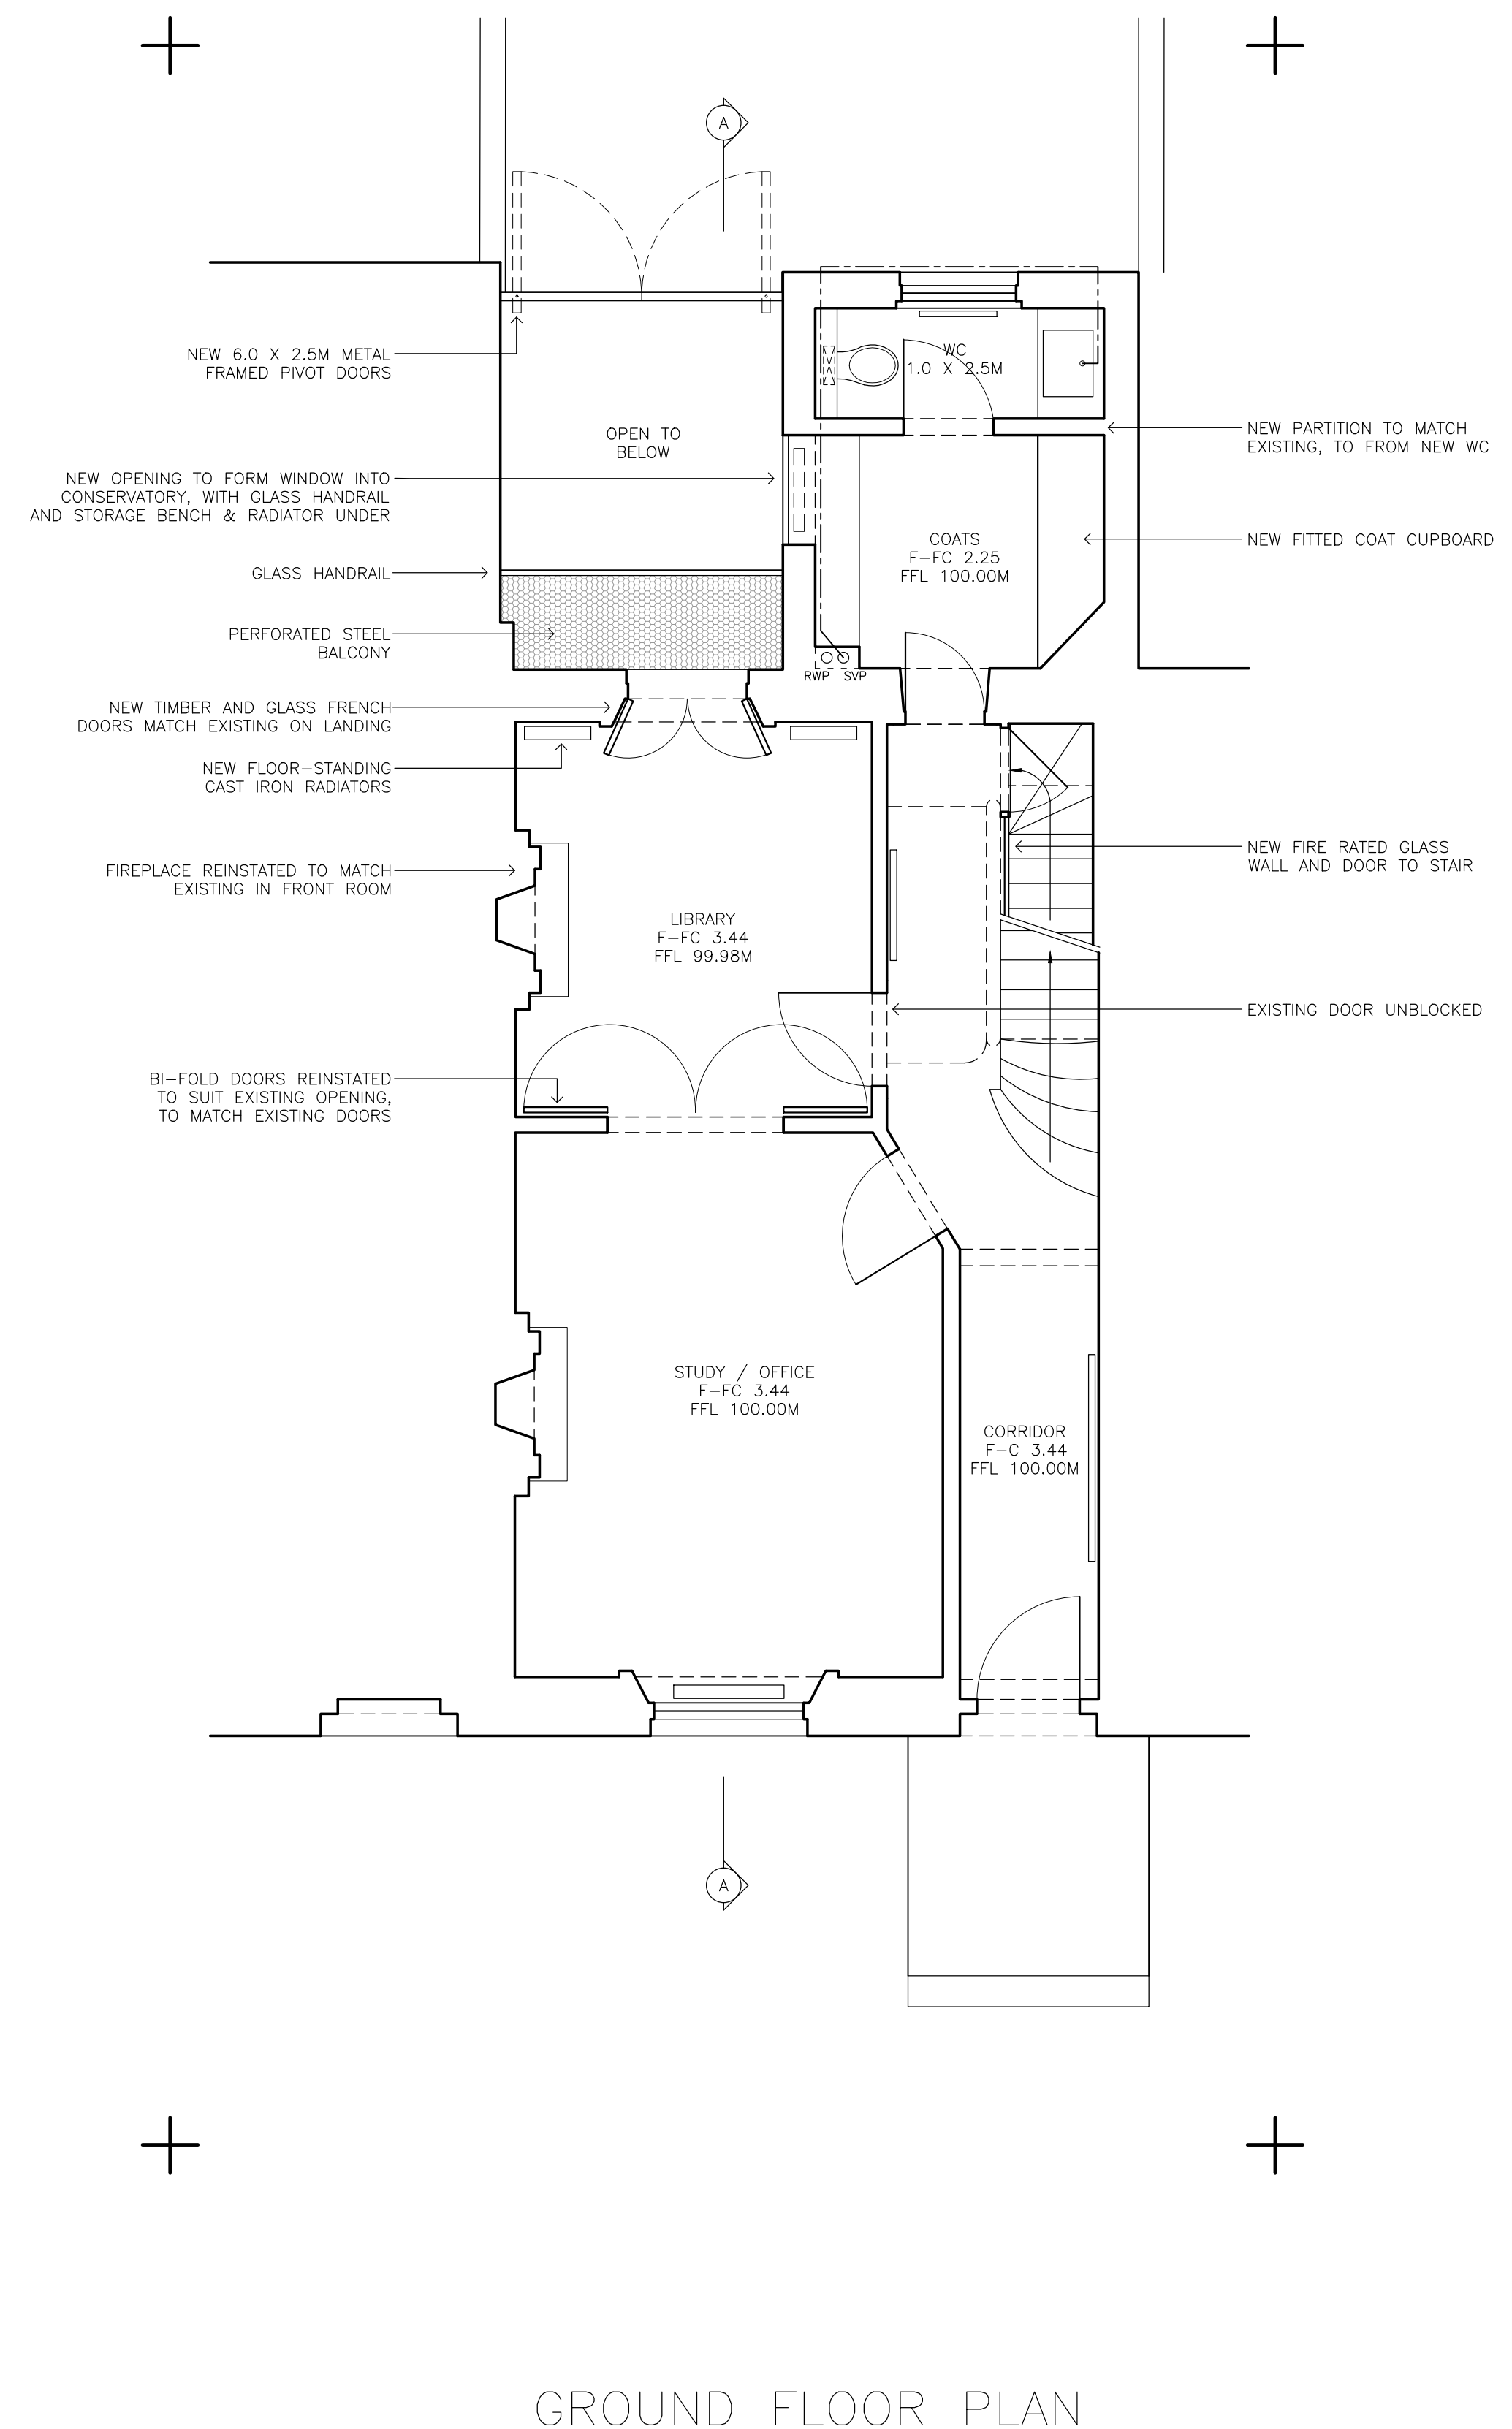 A
NEW 6.0 X 2.5M METAL
FRAMED PIVOT DOORS
WC
1.0 X 2.5M
OPEN TO
BELOW
NEW PARTITION TO MATCH
EXISTING, TO FROM NEW WC
NEW OPENING TO FORM WINDOW INTO
CONSERVATORY, WITH GLASS HANDRAIL
AND STORAGE BENCH & RADIATOR UNDER
COATS
F-FC 2.25
FFL 100.00M
NEW FITTED COAT CUPBOARD
GLASS HANDRAIL
PERFORATED STEEL
BALCONY
RWP SVP
NEW TIMBER AND GLASS FRENCH
DOORS MATCH EXISTING ON LANDING
NEW FLOOR-STANDING
CAST IRON RADIATORS
NEW FIRE RATED GLASS
WALL AND DOOR TO STAIR
FIREPLACE REINSTATED TO MATCH
EXISTING IN FRONT ROOM
LIBRARY
F-FC 3.44
FFL 99.98M
EXISTING DOOR UNBLOCKED
BI-FOLD DOORS REINSTATED
TO SUIT EXISTING OPENING,
TO MATCH EXISTING DOORS
STUDY / OFFICE
F-FC 3.44
FFL 100.00M
CORRIDOR
F-C 3.44
FFL 100.00M
A
GROUND FLOOR PLAN